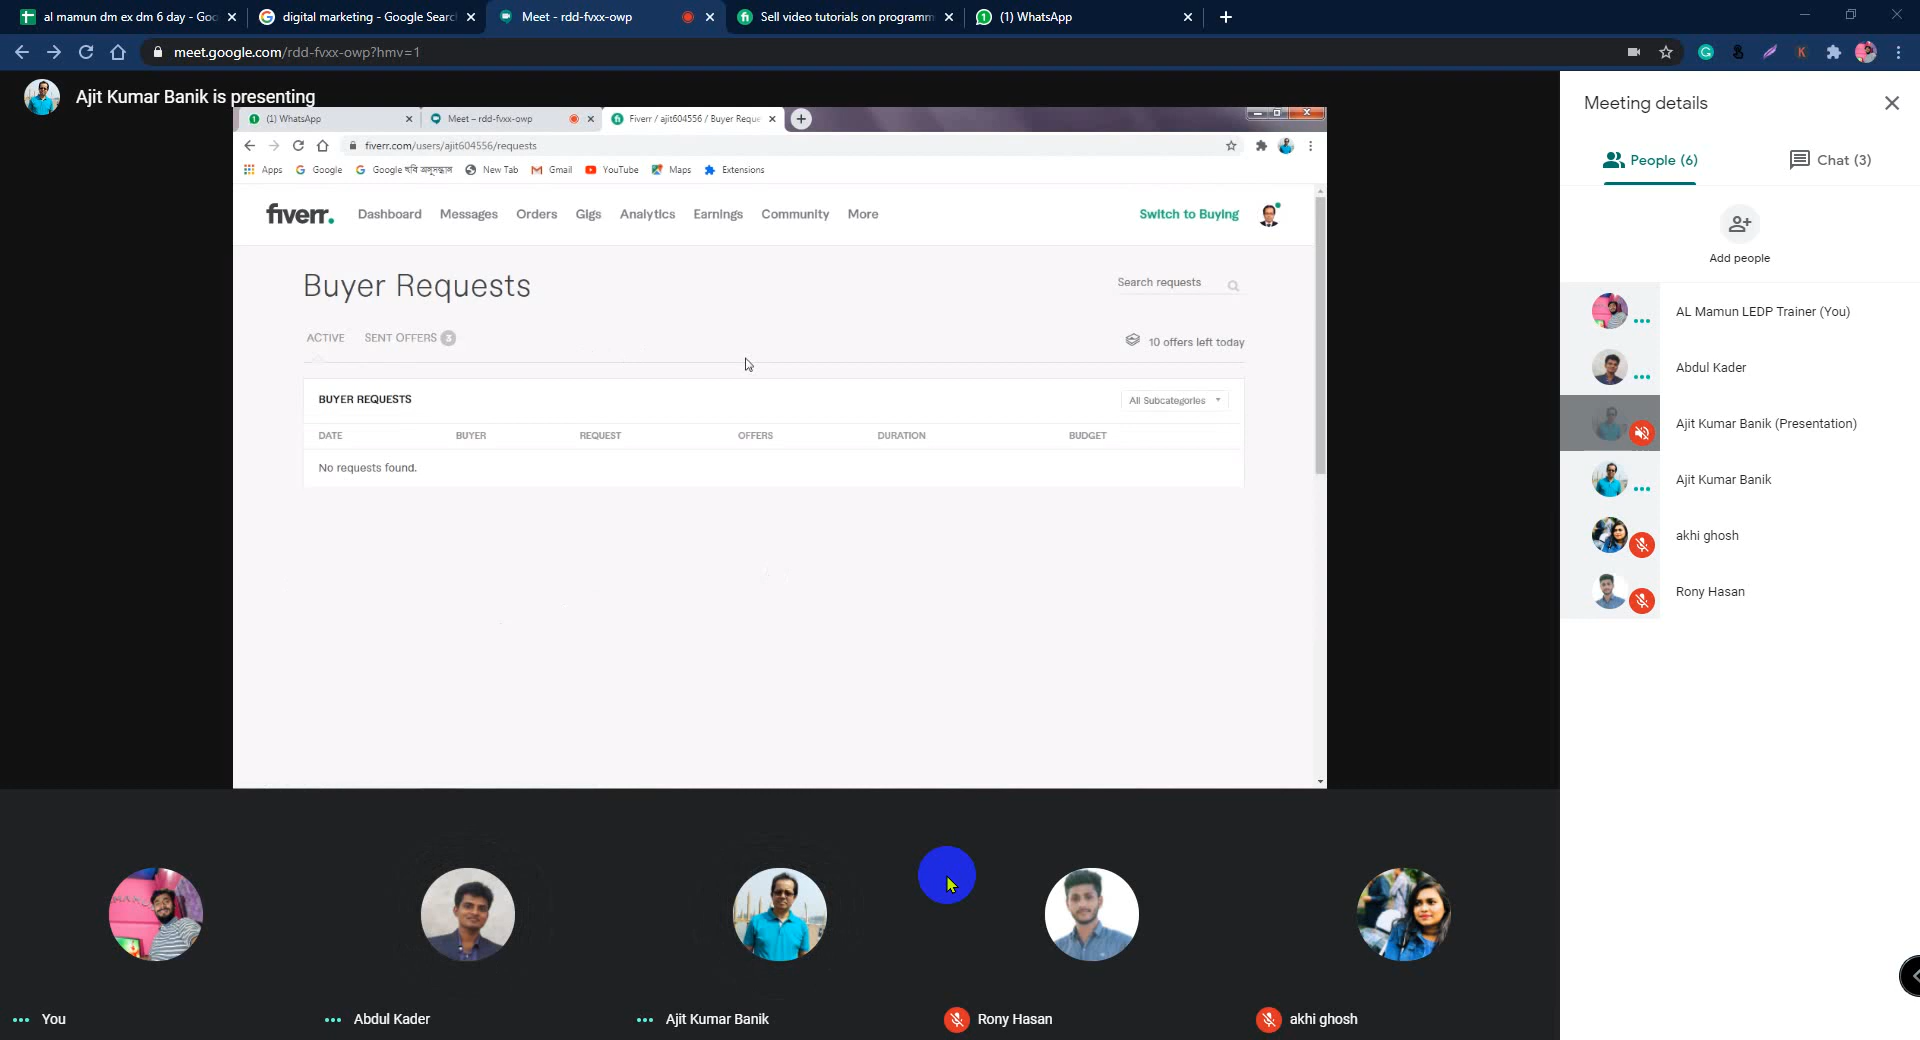 al mamun dm ex dm 6 day - Goo
digital marketing - Google Searc
Meet - rdd-fvxx-owp
Sell video tutorials on programm
(1) WhatsApp
meet.google.com/rdd-fvxx-owp?hmv=1
Ajit Kumar Banik is presenting
(1) WhatsApp
Meet – rdd-fvxx-owp
Fiverr / ajit604556 / Buyer Reque
fiverr.com/users/ajit604556/requests
Apps
Google
Google ছবি অনুসন্ধান
New Tab
Gmail
YouTube
Maps
Extensions
fiverr.
Dashboard
Messages
Orders
Gigs
Analytics
Earnings
Community
More
Switch to Buying
Buyer Requests
Search requests
ACTIVE
SENT OFFERS 3
10 offers left today
BUYER REQUESTS
All Subcategories
DATE
BUYER
REQUEST
OFFERS
DURATION
BUDGET
No requests found.
You
Abdul Kader
Ajit Kumar Banik
Rony Hasan
akhi ghosh
Meeting details
People (6)
Chat (3)
Add people
AL Mamun LEDP Trainer (You)
Abdul Kader
Ajit Kumar Banik (Presentation)
Ajit Kumar Banik
akhi ghosh
Rony Hasan